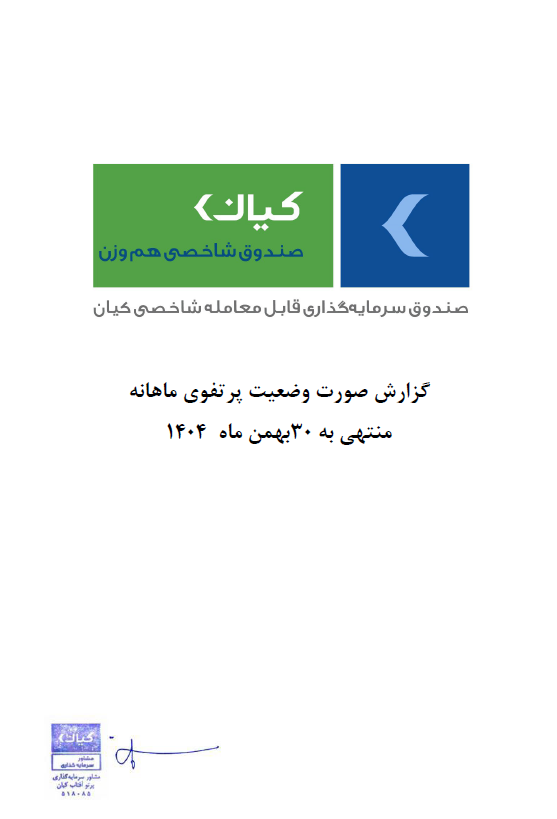 کیان
صندوق شاخصی هم وزن
صندوق سرمایه‌گذاری قابل معامله شاخصی کیان
گزارش صورت وضعیت پرتفوی ماهانه
منتهی به ۳۰بهمن ماه ۱۴۰۴
کیان
مشاور
سرمایه گذاری
مشاور سرمایه‌گذاری
پرتو آفتاب کیان
۵۱۸۰۸۵